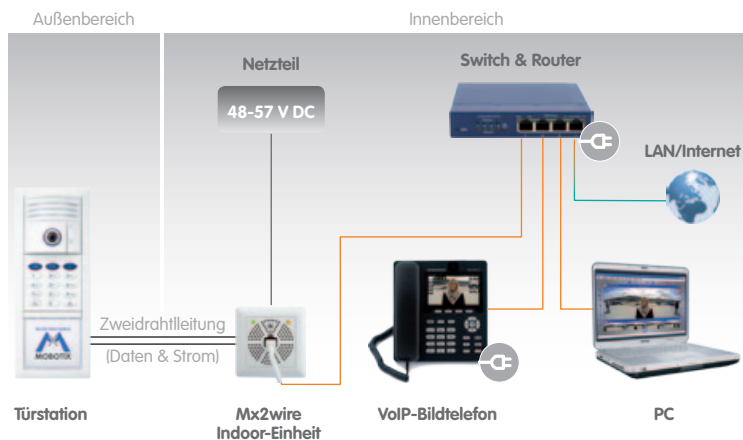 Außenbereich
Innenbereich
Netzteil
48-57 V DC
Switch & Router
LAN/Internet
Zweidrahtlleitung
(Daten & Strom)
MOBOTIX
Türstation
Mx2wire
Indoor-Einheit
VoIP-Bildtelefon
PC